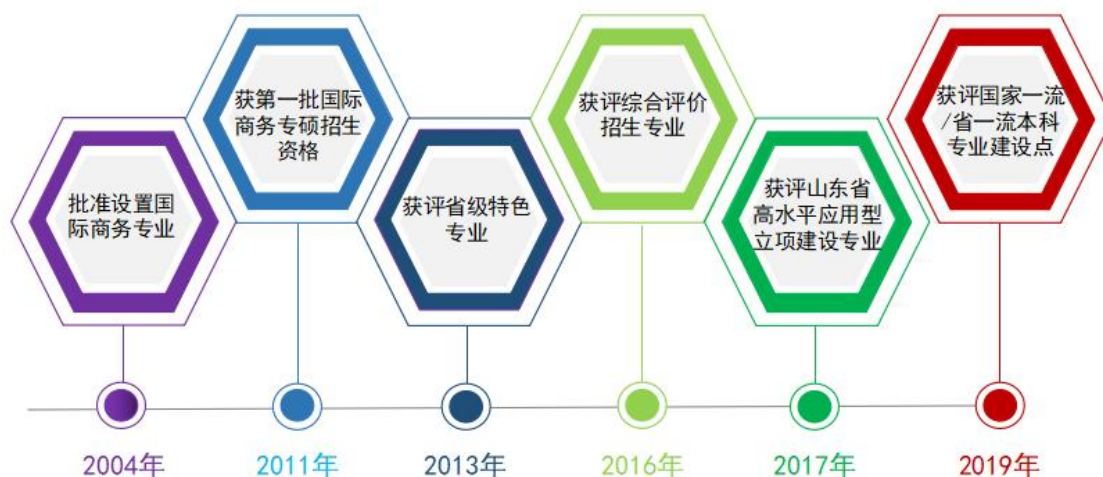 批准设置国
际商务专业
获第一批国际
商务专硕招生
资格
获评省级特色
专业
获评综合评价
招生专业
获评山东省
高水平应用型
立项建设专业
获评国家一流
/省一流本科
专业建设点
2004年
2011年
2013年
2016年
2017年
2019年